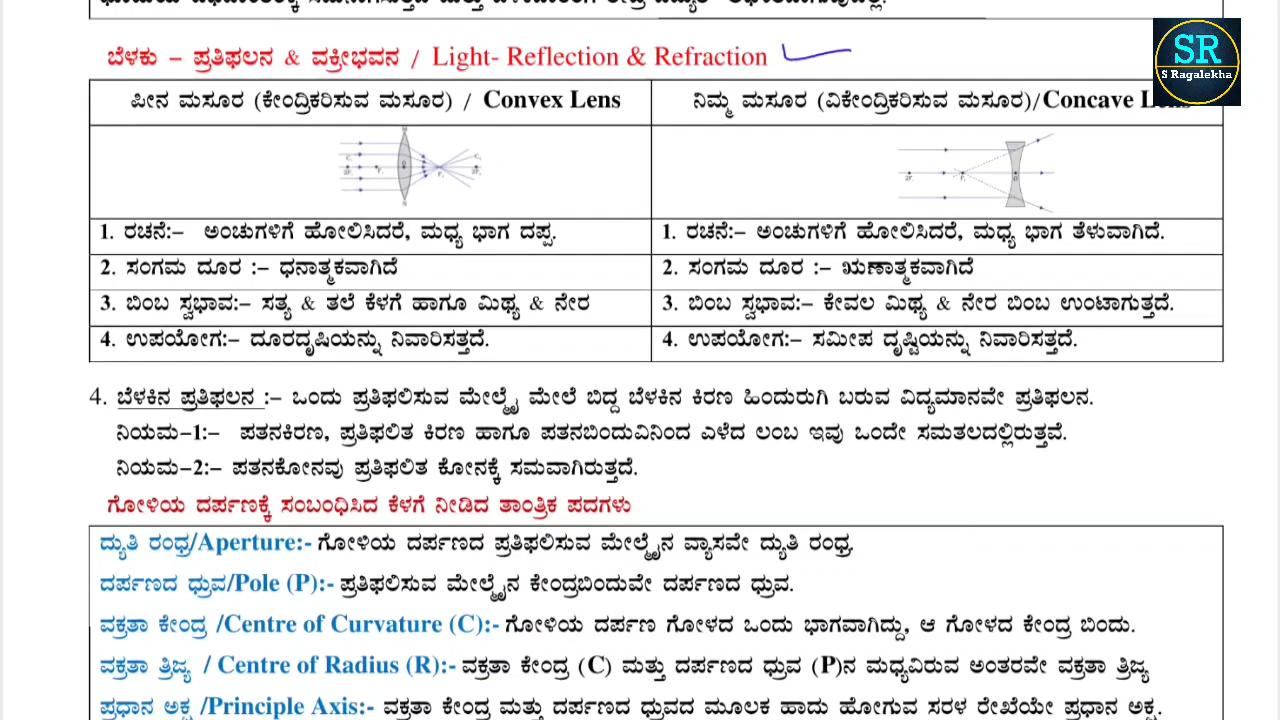 ಬೆಳಕು – ಪ್ರತಿಫಲನ & ವಕ್ರೀಭವನ / Light- Reflection & Refraction
SR
S Ragalekha
ಪೀನ ಮಸೂರ (ಕೇಂದ್ರಿಕರಿಸುವ ಮಸೂರ) / Convex Lens
ನಿಮ್ನ ಮಸೂರ (ವಿಕೇಂದ್ರಿಕರಿಸುವ ಮಸೂರ)/Concave
1. ರಚನೆ:– ಅಂಚುಗಳಿಗೆ ಹೋಲಿಸಿದರೆ, ಮಧ್ಯ ಭಾಗ ದಪ್ಪ.
1. ರಚನೆ:– ಅಂಚುಗಳಿಗೆ ಹೋಲಿಸಿದರೆ, ಮಧ್ಯ ಭಾಗ ತೆಳುವಾಗಿದೆ.
2. ಸಂಗಮ ದೂರ :– ಧನಾತ್ಮಕವಾಗಿದೆ
2. ಸಂಗಮ ದೂರ :– ಋಣಾತ್ಮಕವಾಗಿದೆ
3. ಬಿಂಬ ಸ್ವಭಾವ:– ಸತ್ಯ & ತಲೆ ಕೆಳಗೆ ಹಾಗೂ ಮಿಥ್ಯ & ನೇರ
3. ಬಿಂಬ ಸ್ವಭಾವ:– ಕೇವಲ ಮಿಥ್ಯ & ನೇರ ಬಿಂಬ ಉಂಟಾಗುತ್ತದೆ.
4. ಉಪಯೋಗ:– ದೂರದೃಷಿಯನ್ನು ನಿವಾರಿಸತ್ತದೆ.
4. ಉಪಯೋಗ:– ಸಮೀಪ ದೃಷ್ಟಿಯನ್ನು ನಿವಾರಿಸತ್ತದೆ.
4. ಬೆಳಕಿನ ಪ್ರತಿಫಲನ :– ಒಂದು ಪ್ರತಿಫಲಿಸುವ ಮೇಲ್ಮೈ ಮೇಲೆ ಬಿದ್ದ ಬೆಳಕಿನ ಕಿರಣ ಹಿಂದುರುಗಿ ಬರುವ ವಿದ್ಯಮಾನವೇ ಪ್ರತಿಫಲನ.
ನಿಯಮ–1:– ಪತನಕಿರಣ, ಪ್ರತಿಫಲಿತ ಕಿರಣ ಹಾಗೂ ಪತನಬಿಂದುವಿನಿಂದ ಎಳೆದ ಲಂಬ ಇವು ಒಂದೇ ಸಮತಲದಲ್ಲಿರುತ್ತವೆ.
ನಿಯಮ–2:– ಪತನಕೋನವು ಪ್ರತಿಫಲಿತ ಕೋನಕ್ಕೆ ಸಮವಾಗಿರುತ್ತದೆ.
ಗೋಳಿಯ ದರ್ಪಣಕ್ಕೆ ಸಂಬಂಧಿಸಿದ ಕೆಳಗೆ ನೀಡಿದ ತಾಂತ್ರಿಕ ಪದಗಳು
ದ್ಯುತಿ ರಂಧ್ರ/Aperture:- ಗೋಳಿಯ ದರ್ಪಣದ ಪ್ರತಿಫಲಿಸುವ ಮೇಲ್ಮೈನ ವ್ಯಾಸವೇ ದ್ಯುತಿ ರಂಧ್ರ.
ದರ್ಪಣದ ಧ್ರುವ/Pole (P):- ಪ್ರತಿಫಲಿಸುವ ಮೇಲ್ಮೈನ ಕೇಂದ್ರಬಿಂದುವೇ ದರ್ಪಣದ ಧ್ರುವ.
ವಕ್ರತಾ ಕೇಂದ್ರ /Centre of Curvature (C):- ಗೋಳಿಯ ದರ್ಪಣ ಗೋಳದ ಒಂದು ಭಾಗವಾಗಿದ್ದು, ಆ ಗೋಳದ ಕೇಂದ್ರ ಬಿಂದು.
ವಕ್ರತಾ ತ್ರಿಜ್ಯ / Centre of Radius (R):- ವಕ್ರತಾ ಕೇಂದ್ರ (C) ಮತ್ತು ದರ್ಪಣದ ಧ್ರುವ (P)ನ ಮಧ್ಯವಿರುವ ಅಂತರವೇ ವಕ್ರತಾ ತ್ರಿಜ್ಯ
ಪ್ರಧಾನ ಅಕ್ಷ /Principle Axis:- ವಕ್ರತಾ ಕೇಂದ್ರ ಮತ್ತು ದರ್ಪಣದ ಧ್ರುವದ ಮೂಲಕ ಹಾದು ಹೋಗುವ ಸರಳ ರೇಖೆಯೇ ಪ್ರಧಾನ ಅಕ್ಷ.